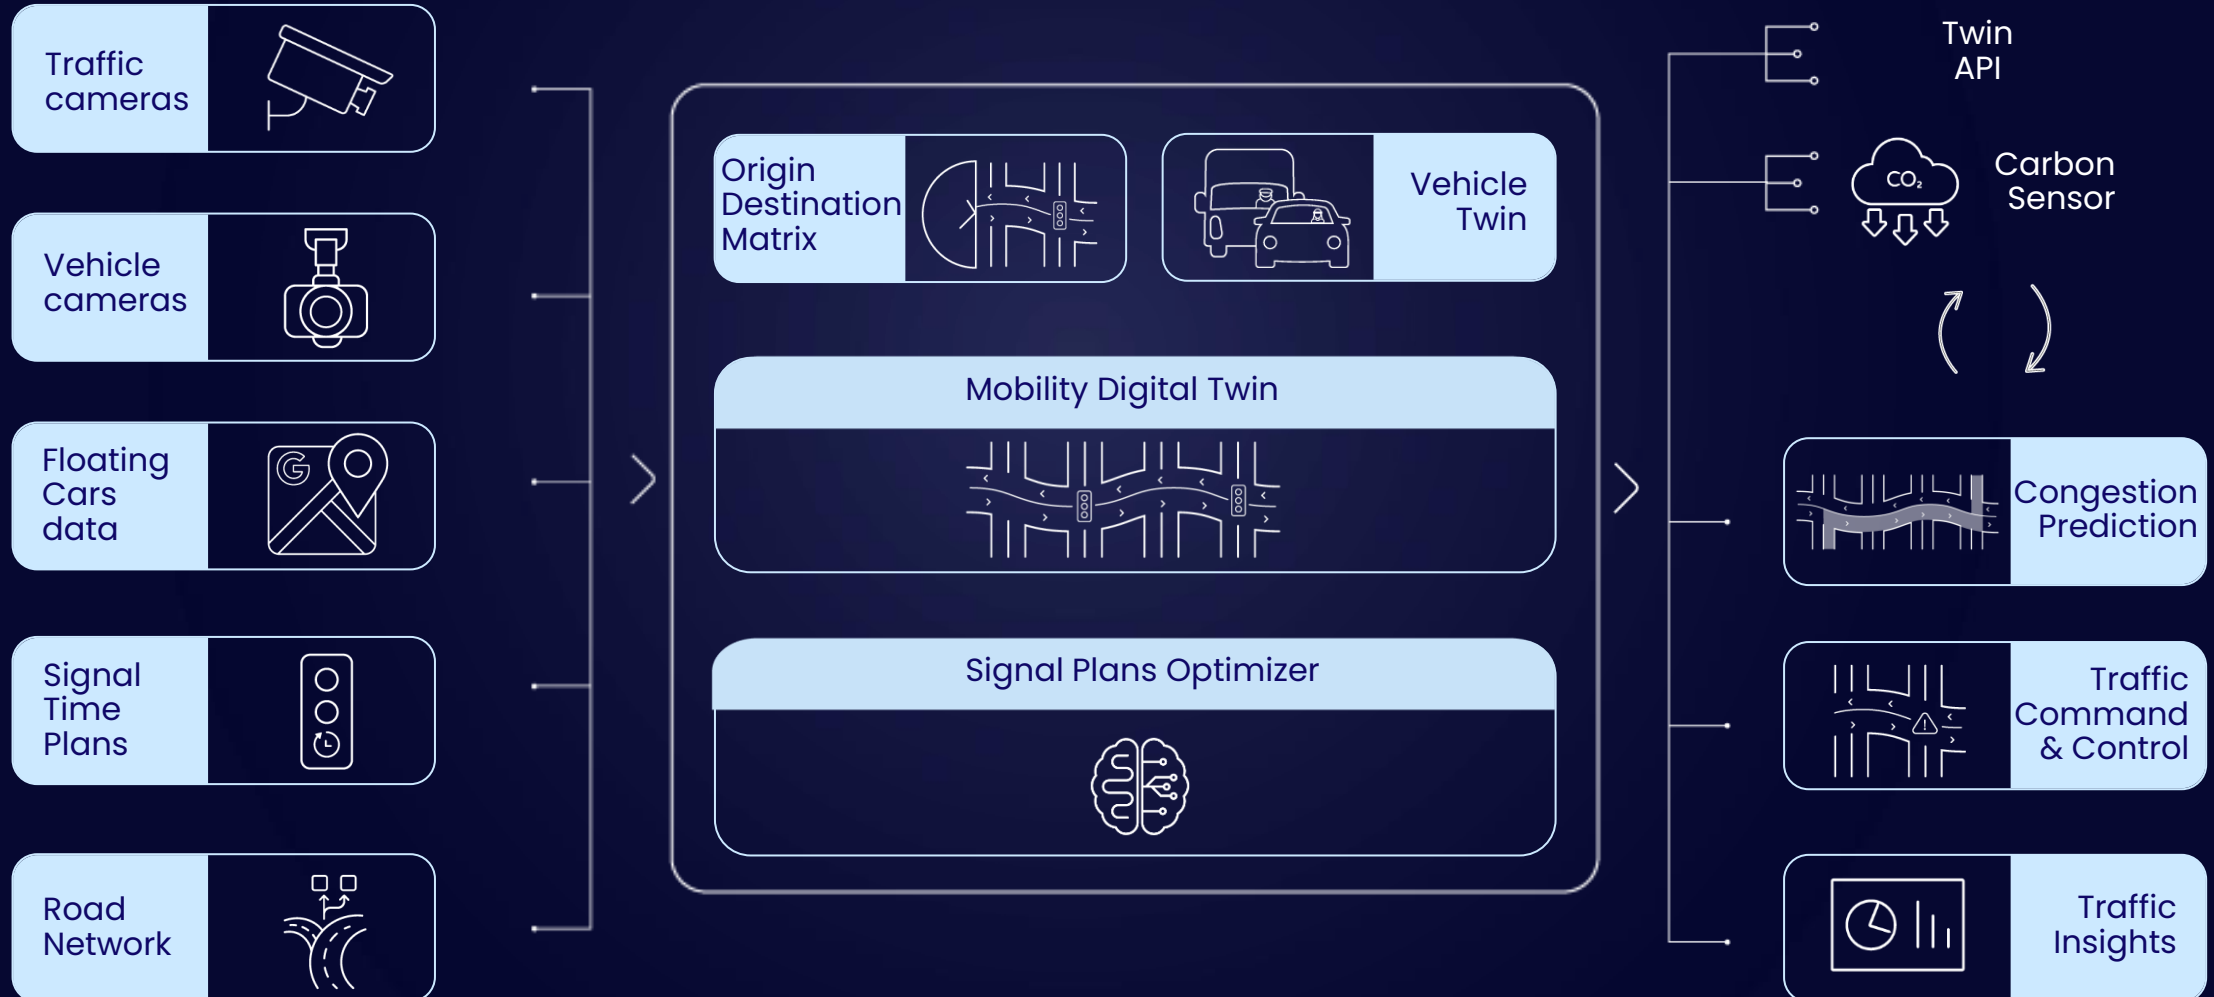 Traffic
cameras
Vehicle
cameras
Floating
Cars
data
G
Signal
Time
Plans
Road
Network
Origin
Destination
Matrix
Vehicle
Twin
Mobility Digital Twin
Signal Plans Optimizer
Twin
API
CO₂
Carbon
Sensor
Congestion
Prediction
Traffic
Command
& Control
Traffic
Insights